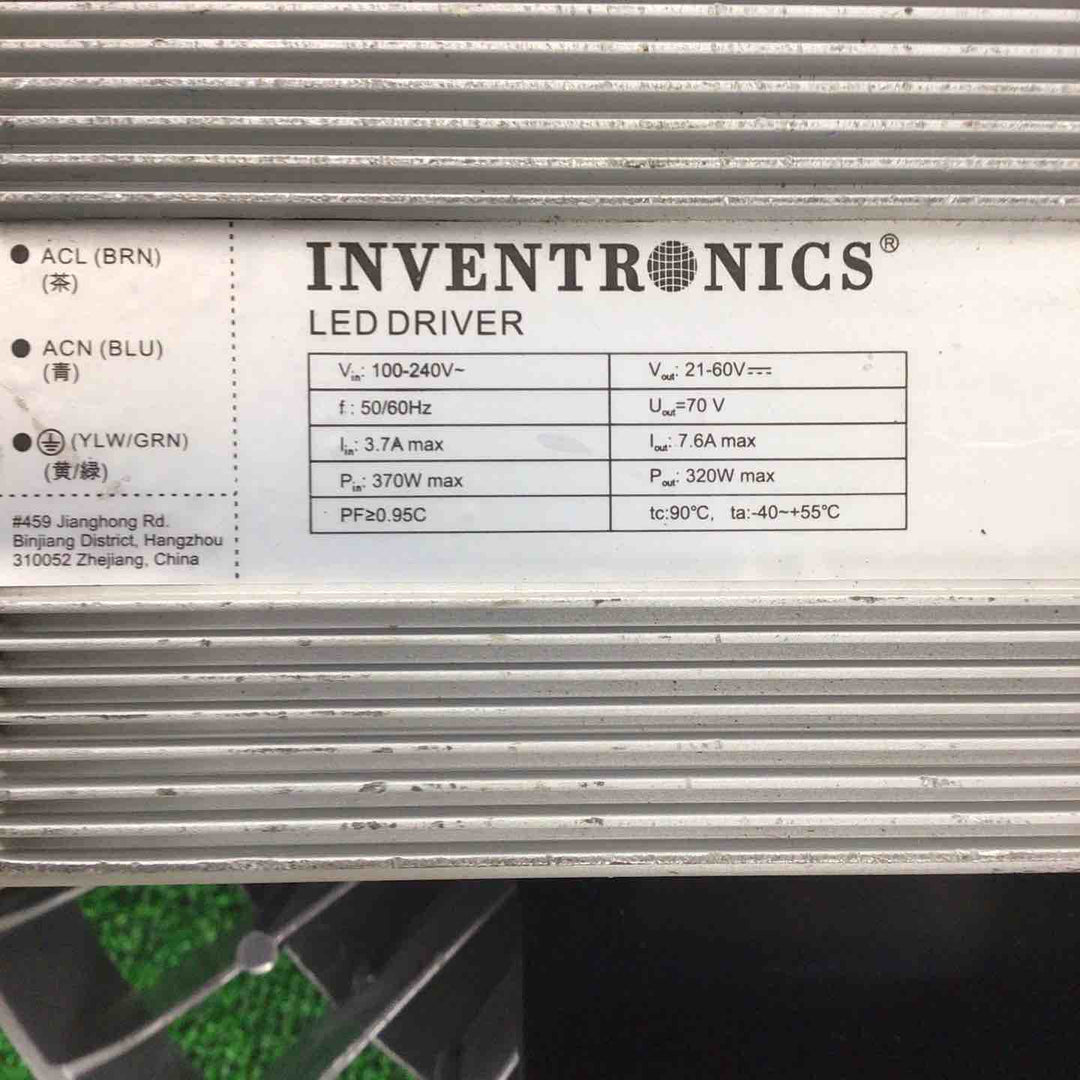 ACL (BRN)
(茶)
ACN (BLU)
(青)
(YLW/GRN)
(黄/緑)
#459 Jianghong Rd.
Binjiang District, Hangzhou
310052 Zhejiang, China
INVENTRONICS®
LED DRIVER
Vin: 100-240V~
Vout: 21-60V⎓
f : 50/60Hz
Uout=70 V
Iin: 3.7A max
Iout: 7.6A max
Pin: 370W max
Pout: 320W max
PF≥0.95C
tc:90℃, ta:-40~+55℃